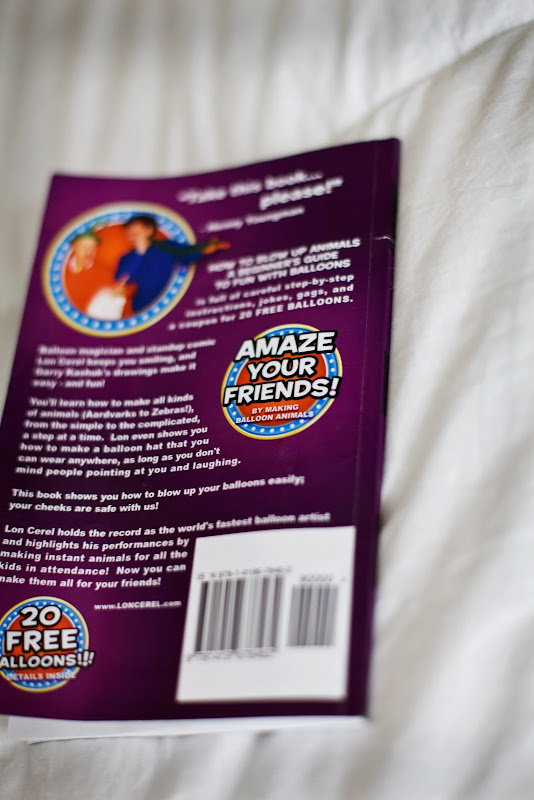 "Take this book...
please!"
- Henny Youngman
HOW TO BLOW UP ANIMALS
A BEGINNER'S GUIDE
TO FUN WITH BALLOONS
is full of careful step-by-step
instructions, jokes, gags, and
a coupon for 20 FREE BALLOONS.
Balloon magician and standup comic
Lon Cerel keeps you smiling, and
drawings make it
easy - and fun!
AMAZE
YOUR
FRIENDS!
BY MAKING
BALLOON ANIMALS
You'll learn how to make all kinds
of animals (Aardvarks to Zebras!),
from the simple to the complicated,
a step at a time. Lon even shows you
how to make a balloon hat that you
can wear anywhere, as long as you don't
mind people pointing at you and laughing.
This book shows you how to blow up your balloons easily;
your cheeks are safe with us!
Lon Cerel holds the record as the world's fastest balloon artist
and highlights his performances by
making instant animals for all the
kids in attendance! Now you can
make them all for your friends!
www.LONCEREL.com
20
FREE
ALLOONS!!!
DETAILS INSIDE